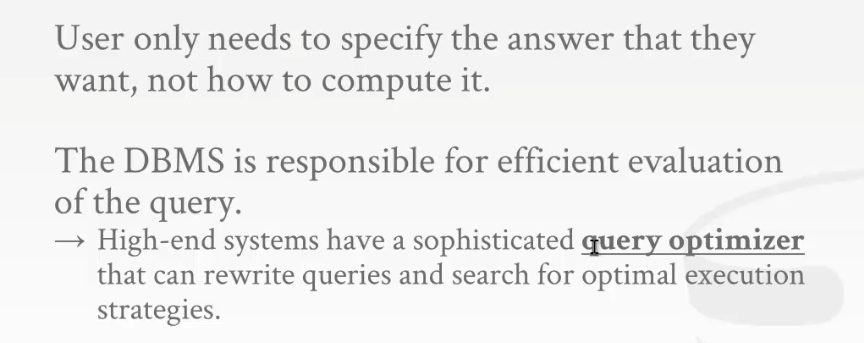 User only needs to specify the answer that they
want, not how to compute it.
The DBMS is responsible for efficient evaluation
of the query.
→ High-end systems have a sophisticated query optimizer
that can rewrite queries and search for optimal execution
strategies.